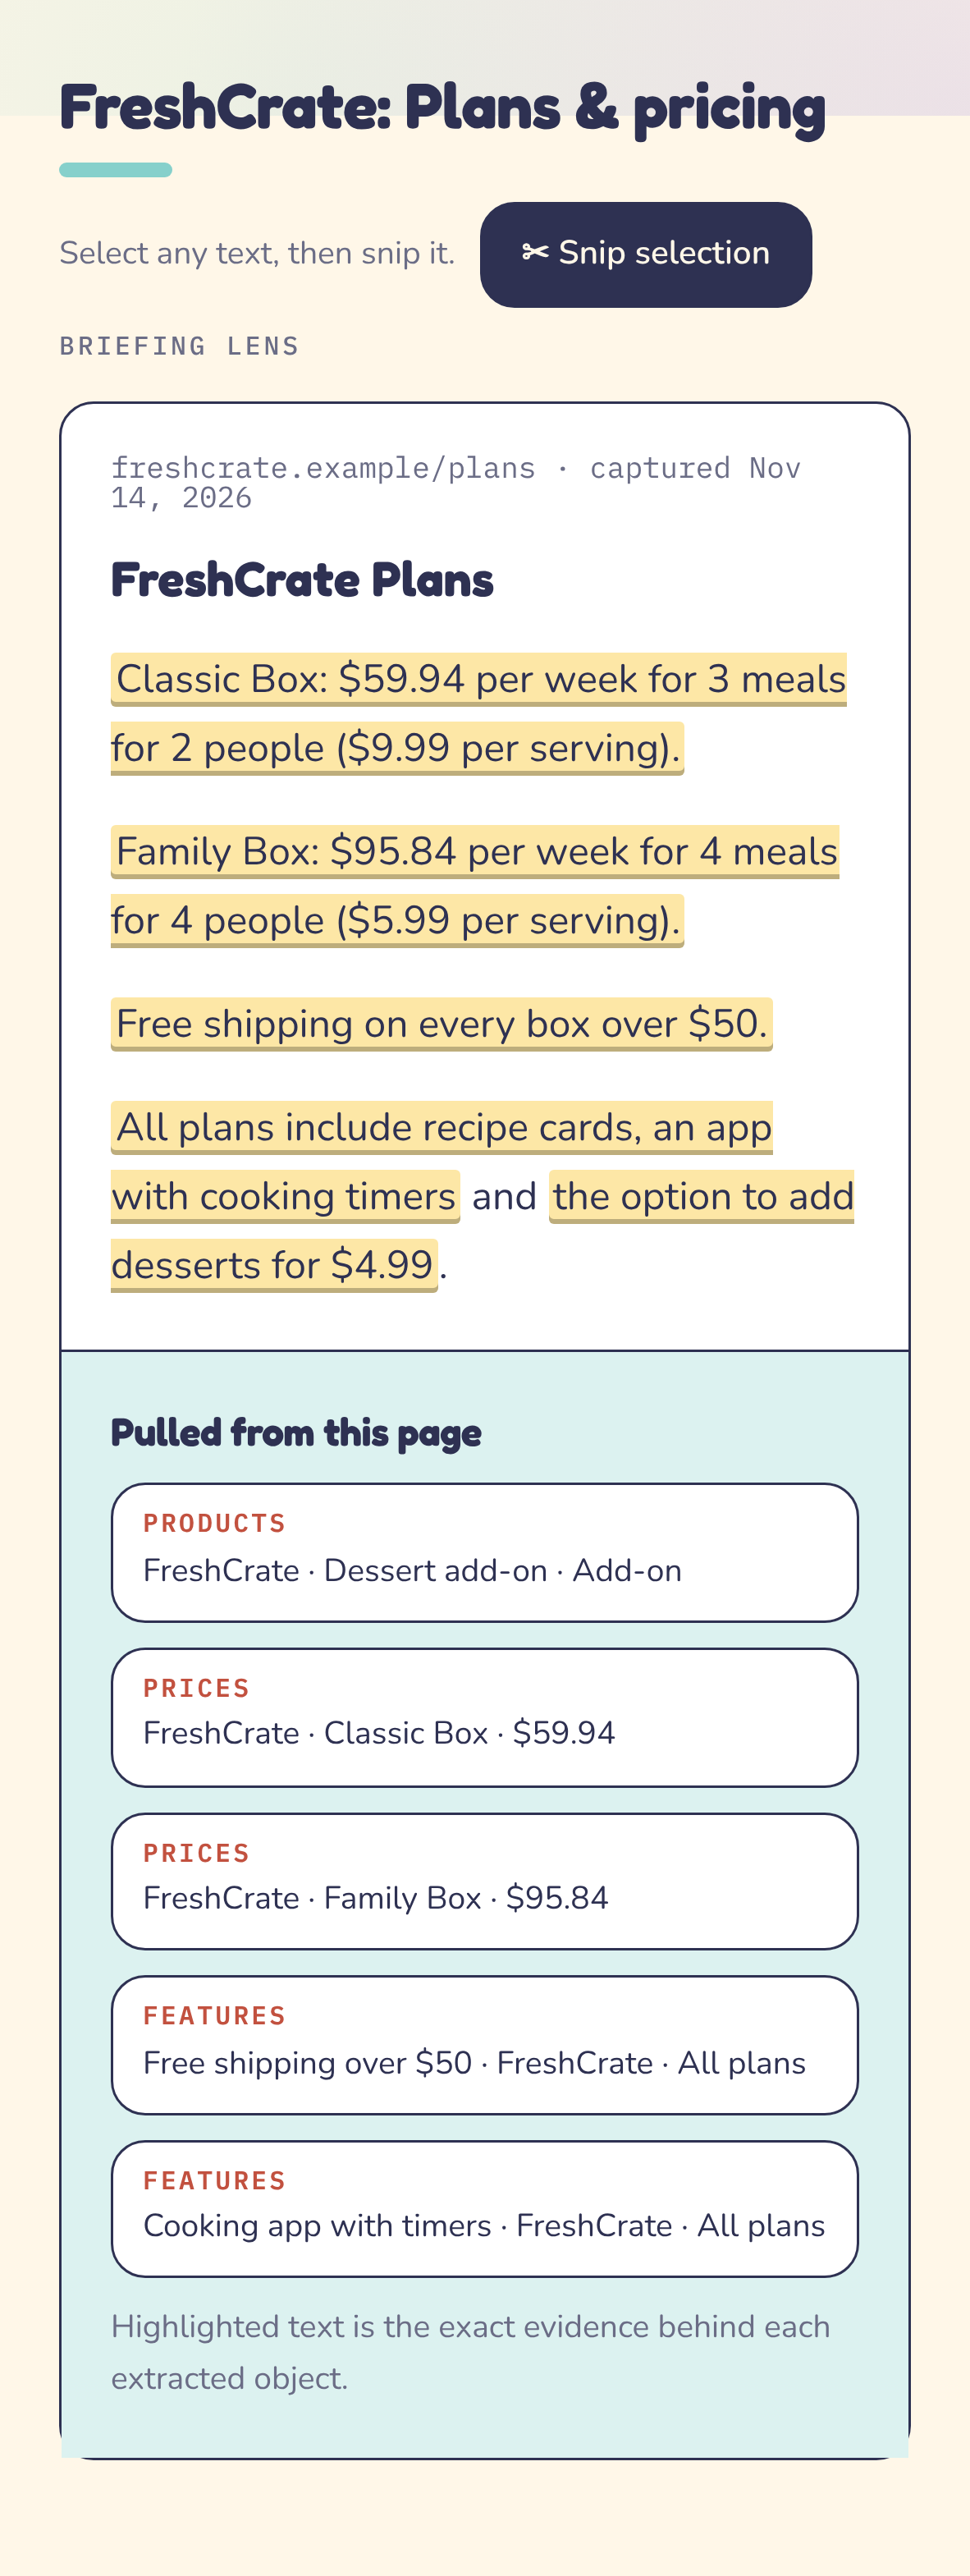 FreshCrate: Plans & pricing
Select any text, then snip it.
✂ Snip selection
BRIEFING LENS
freshcrate.example/plans · captured Nov
14, 2026
FreshCrate Plans
Classic Box: $59.94 per week for 3 meals
for 2 people ($9.99 per serving).
Family Box: $95.84 per week for 4 meals
for 4 people ($5.99 per serving).
Free shipping on every box over $50.
All plans include recipe cards, an app
with cooking timers and the option to add
desserts for $4.99.
Pulled from this page
PRODUCTS
FreshCrate · Dessert add-on · Add-on
PRICES
FreshCrate · Classic Box · $59.94
PRICES
FreshCrate · Family Box · $95.84
FEATURES
Free shipping over $50 · FreshCrate · All plans
FEATURES
Cooking app with timers · FreshCrate · All plans
Highlighted text is the exact evidence behind each
extracted object.